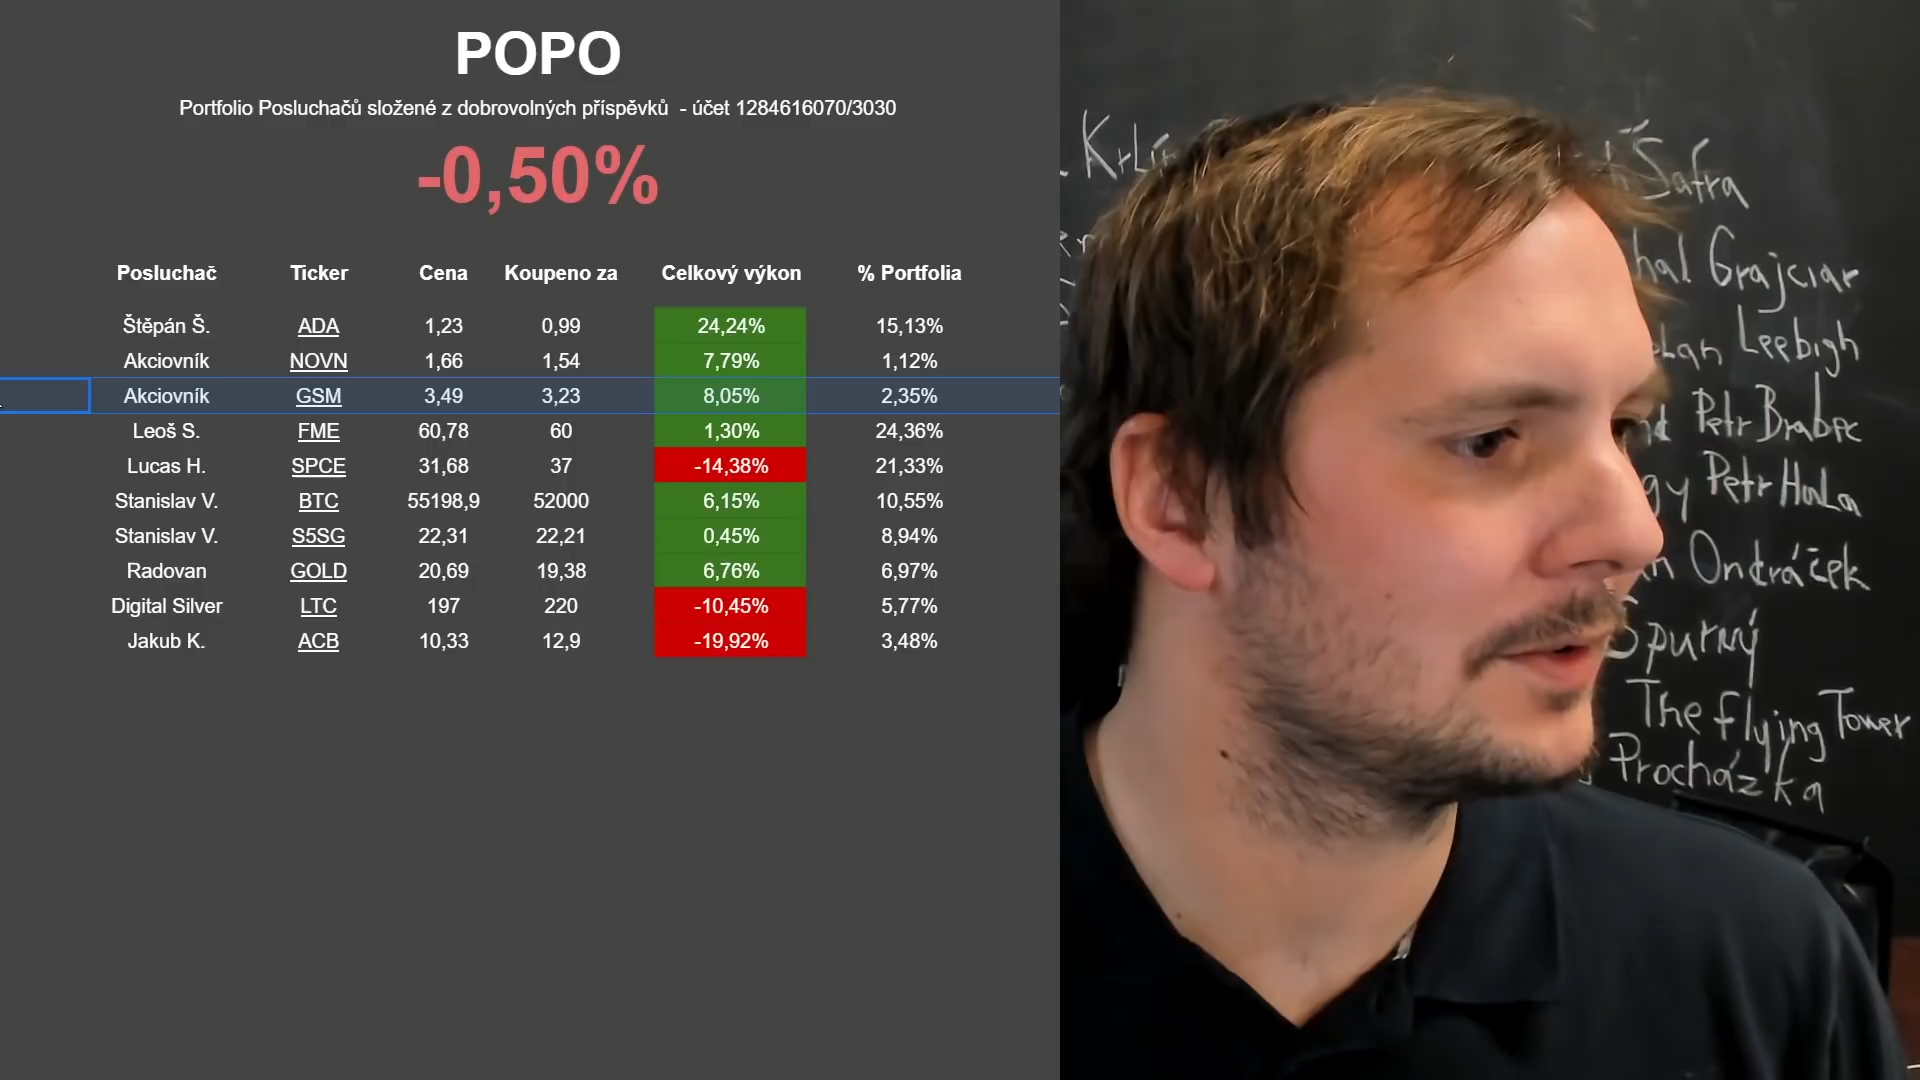 POPO
Portfolio Posluchačů složené z dobrovolných příspěvků - účet 1284616070/3030
-0,50%
Posluchač Ticker Cena Koupeno za Celkový výkon % Portfolia
Štěpán Š. ADA 1,23 0,99 24,24% 15,13%
Akciovník NOVN 1,66 1,54 7,79% 1,12%
Akciovník GSM 3,49 3,23 8,05% 2,35%
Leoš S. FME 60,78 60 1,30% 24,36%
Lucas H. SPCE 31,68 37 -14,38% 21,33%
Stanislav V. BTC 55198,9 52000 6,15% 10,55%
Stanislav V. S5SG 22,31 22,21 0,45% 8,94%
Radovan GOLD 20,69 19,38 6,76% 6,97%
Digital Silver LTC 197 220 -10,45% 5,77%
Jakub K. ACB 10,33 12,9 -19,92% 3,48%
Šafra
Grajciar
Leebigh
Petr Brabec
Petr Hala
Ondráček
Spurný
The Flying Tower
Procházka